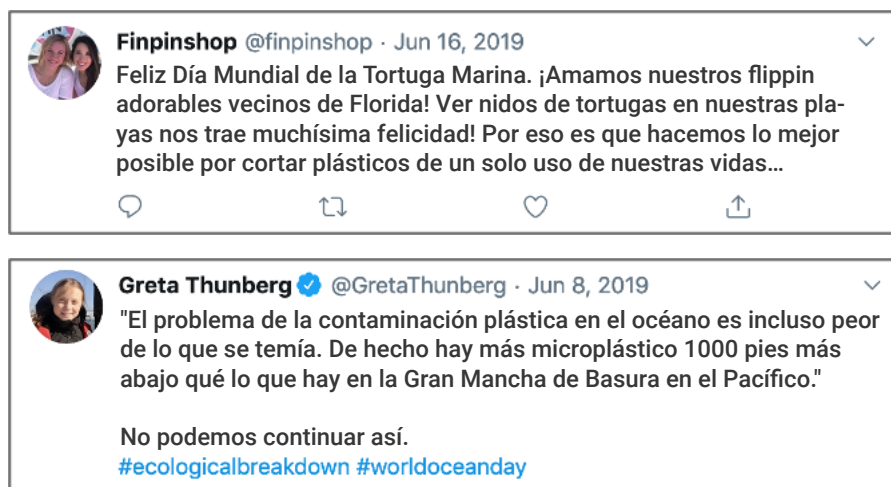 Finpinshop @finpinshop · Jun 16, 2019
Feliz Día Mundial de la Tortuga Marina. ¡Amamos nuestros flippin
adorables vecinos de Florida! Ver nidos de tortugas en nuestras pla-
yas nos trae muchísima felicidad! Por eso es que hacemos lo mejor
posible por cortar plásticos de un solo uso de nuestras vidas...
Greta Thunberg @GretaThunberg · Jun 8, 2019
"El problema de la contaminación plástica en el océano es incluso peor
de lo que se temía. De hecho hay más microplástico 1000 pies más
abajo qué lo que hay en la Gran Mancha de Basura en el Pacífico."
No podemos continuar así.
#ecologicalbreakdown #worldoceanday